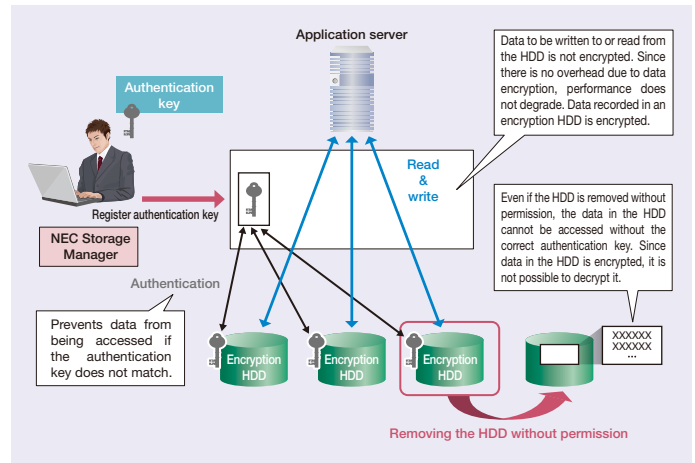 Application server
Authentication
key
Data to be written to or read from
the HDD is not encrypted. Since
there is no overhead due to data
encryption, performance does
not degrade. Data recorded in an
encryption HDD is encrypted.
Read
&
write
Register authentication key
NEC Storage
Manager
Even if the HDD is removed without
permission, the data in the HDD
cannot be accessed without the
correct authentication key. Since
data in the HDD is encrypted, it is
not possible to decrypt it.
Authentication
Prevents data from
being accessed if
the authentication
key does not match.
Encryption
HDD
Encryption
HDD
Encryption
HDD
XXXXXX
XXXXXX
...
Removing the HDD without permission